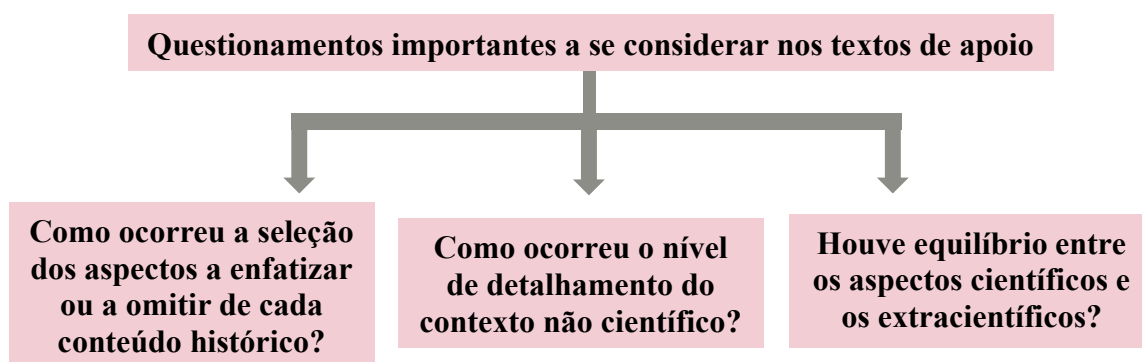 Questionamentos importantes a se considerar nos textos de apoio
Como ocorreu a seleção
dos aspectos a enfatizar
ou a omitir de cada
conteúdo histórico?
Como ocorreu o nível
de detalhamento do
contexto não científico?
Houve equilíbrio entre
os aspectos científicos e
os extracientíficos?